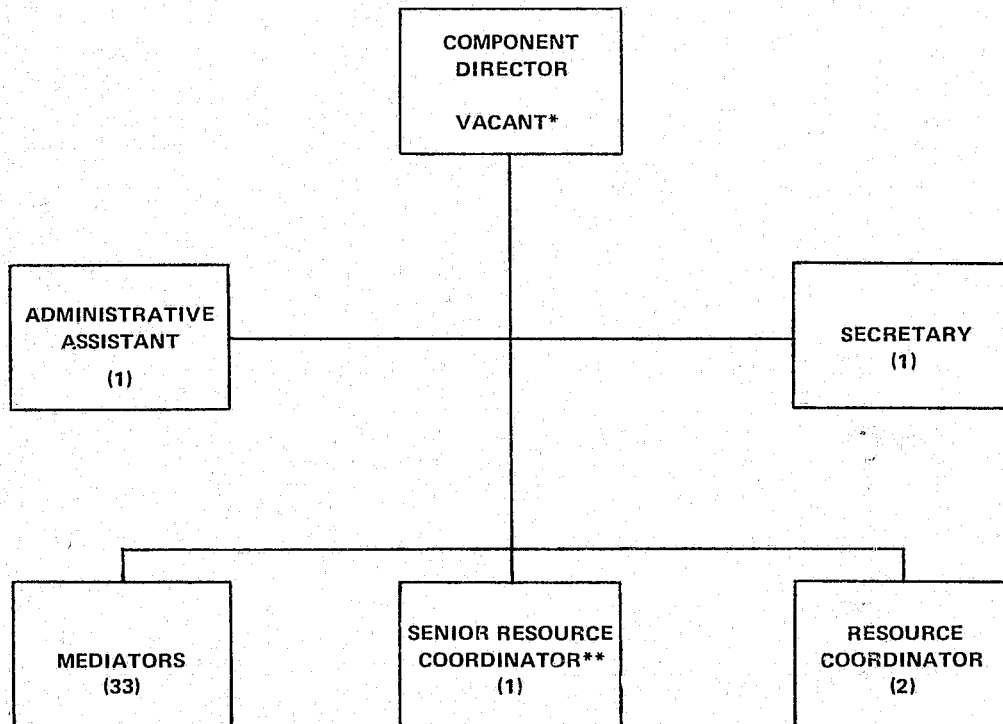 COMPONENT
DIRECTOR
VACANT*
ADMINISTRATIVE
ASSISTANT
(1)
SECRETARY
(1)
MEDIATORS
(33)
SENIOR RESOURCE
COORDINATOR**
(1)
RESOURCE
COORDINATOR
(2)